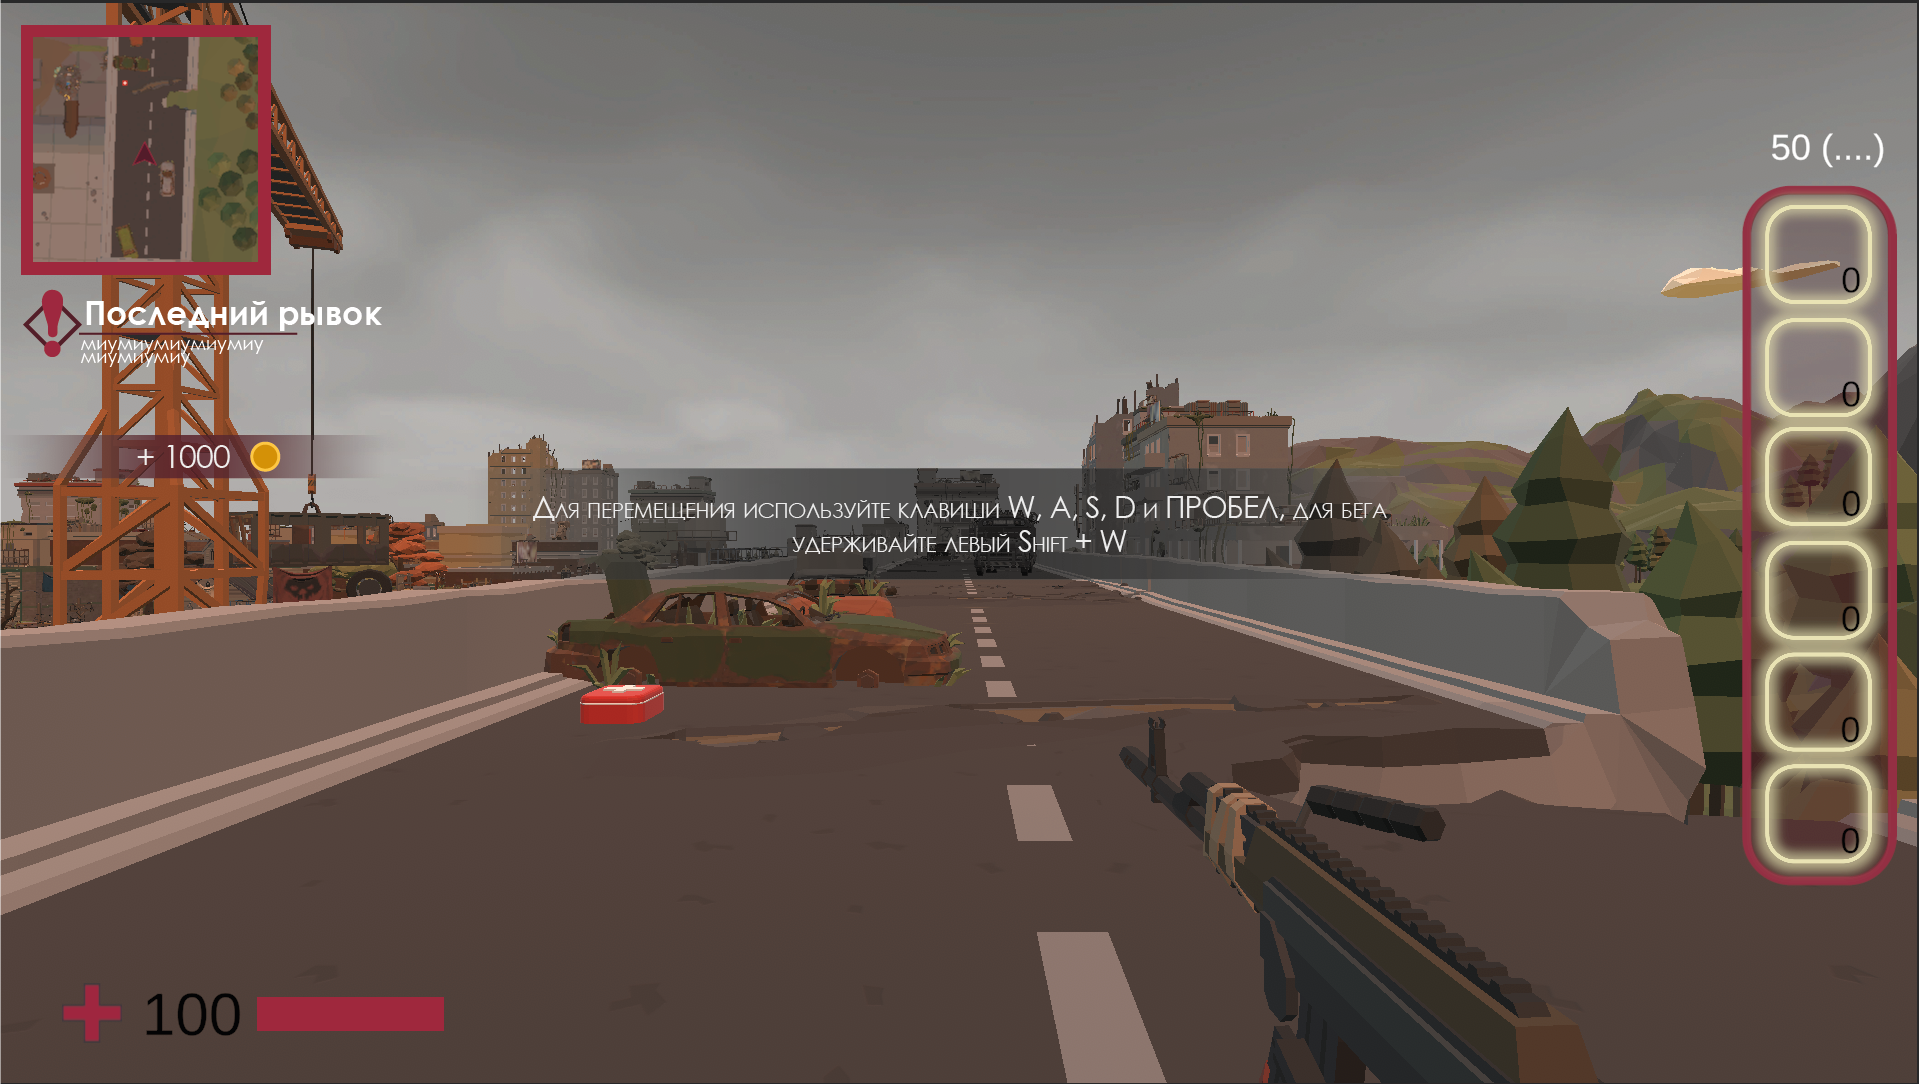 50 (....)
0
Последний рывок
миумиумиумиумиу
миумиумиу
0
+ 1000
Для перемещения используйте клавиши W, A, S, D и ПРОБЕЛ, для бега
удерживайте левый Shift + W
0
0
0
0
100